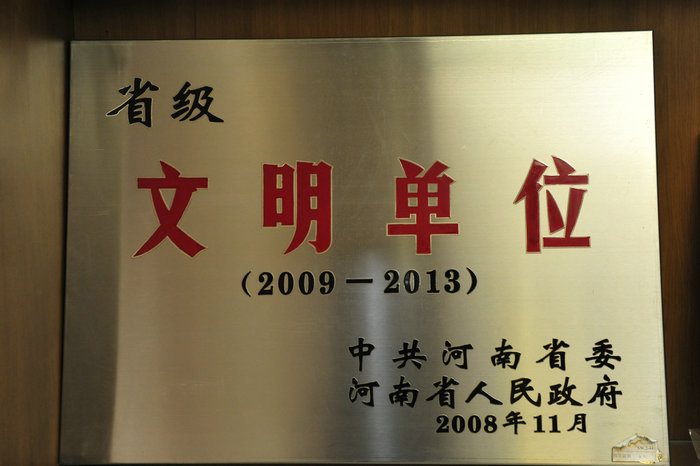 省级
文明单位
(2009－2013)
中共河南省委
河南省人民政府
2008年11月